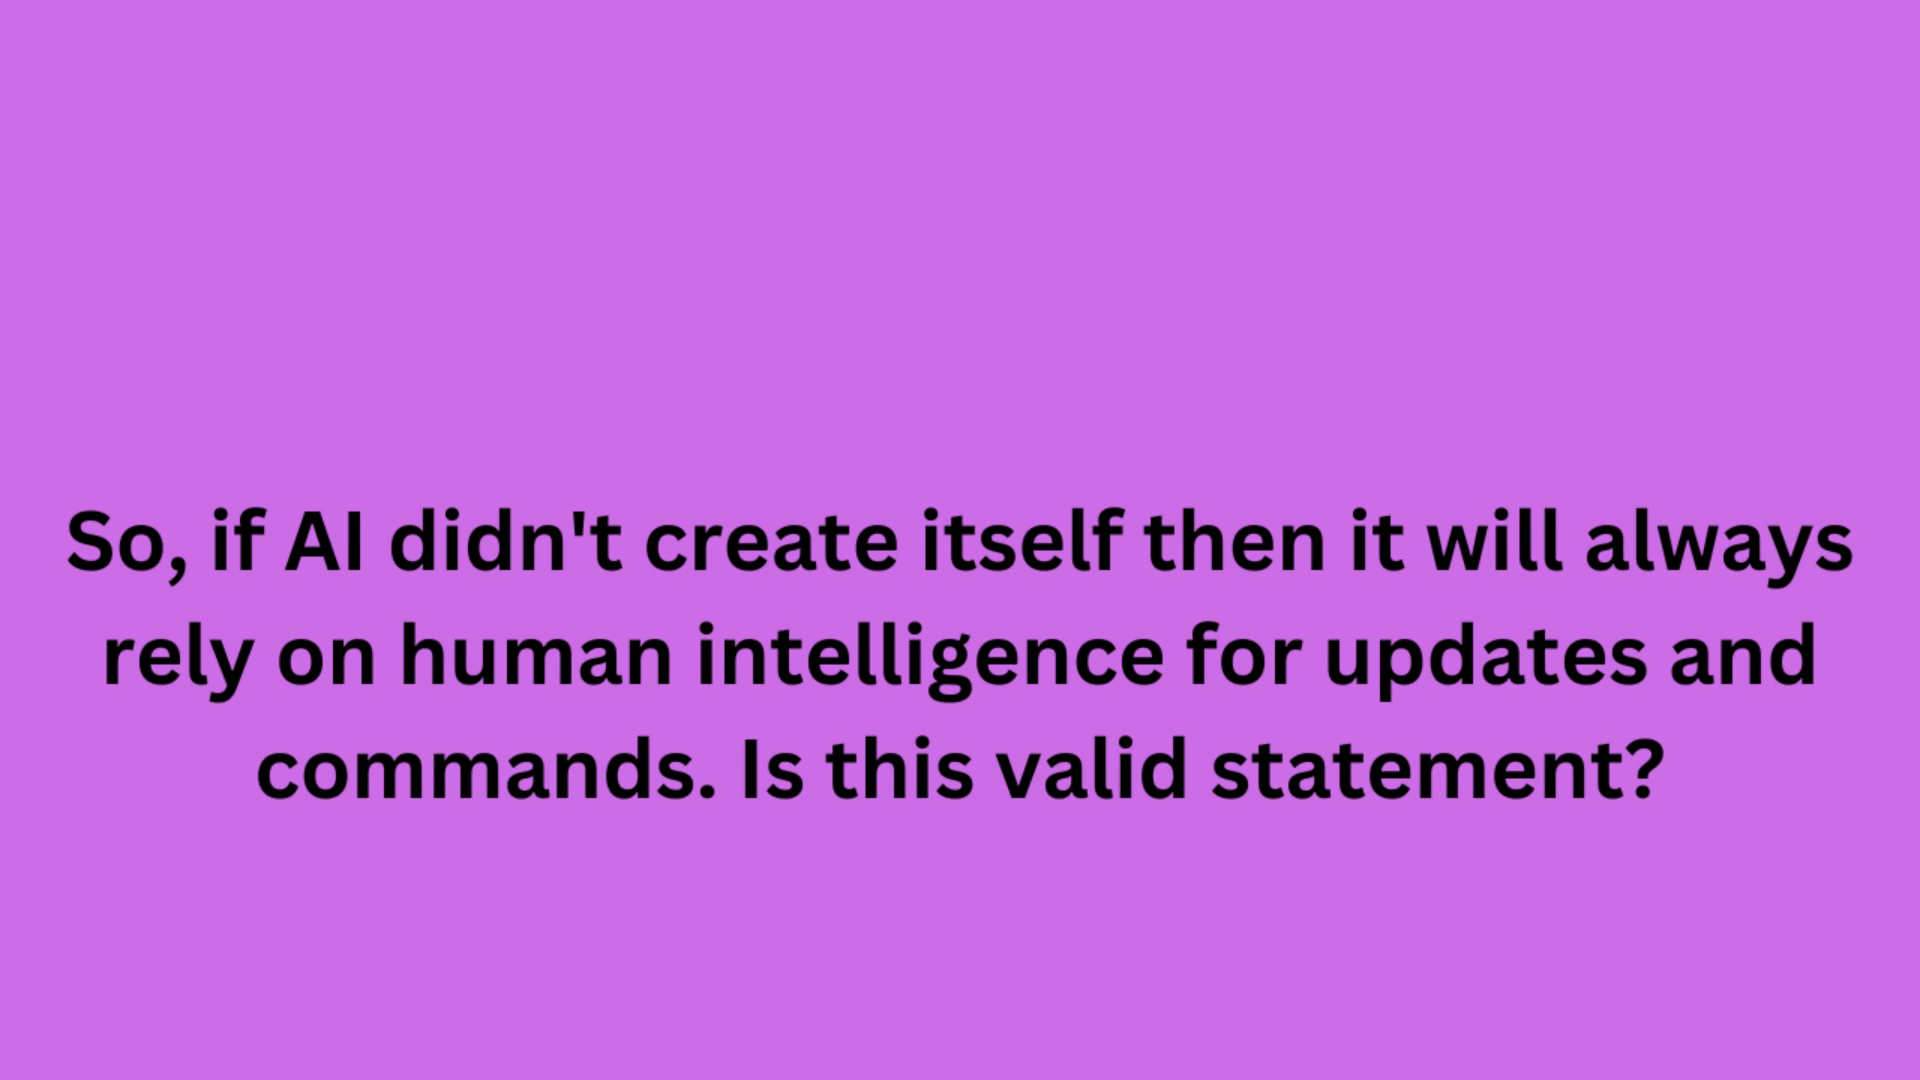 So, if AI didn't create itself then it will always
rely on human intelligence for updates and
commands. Is this valid statement?